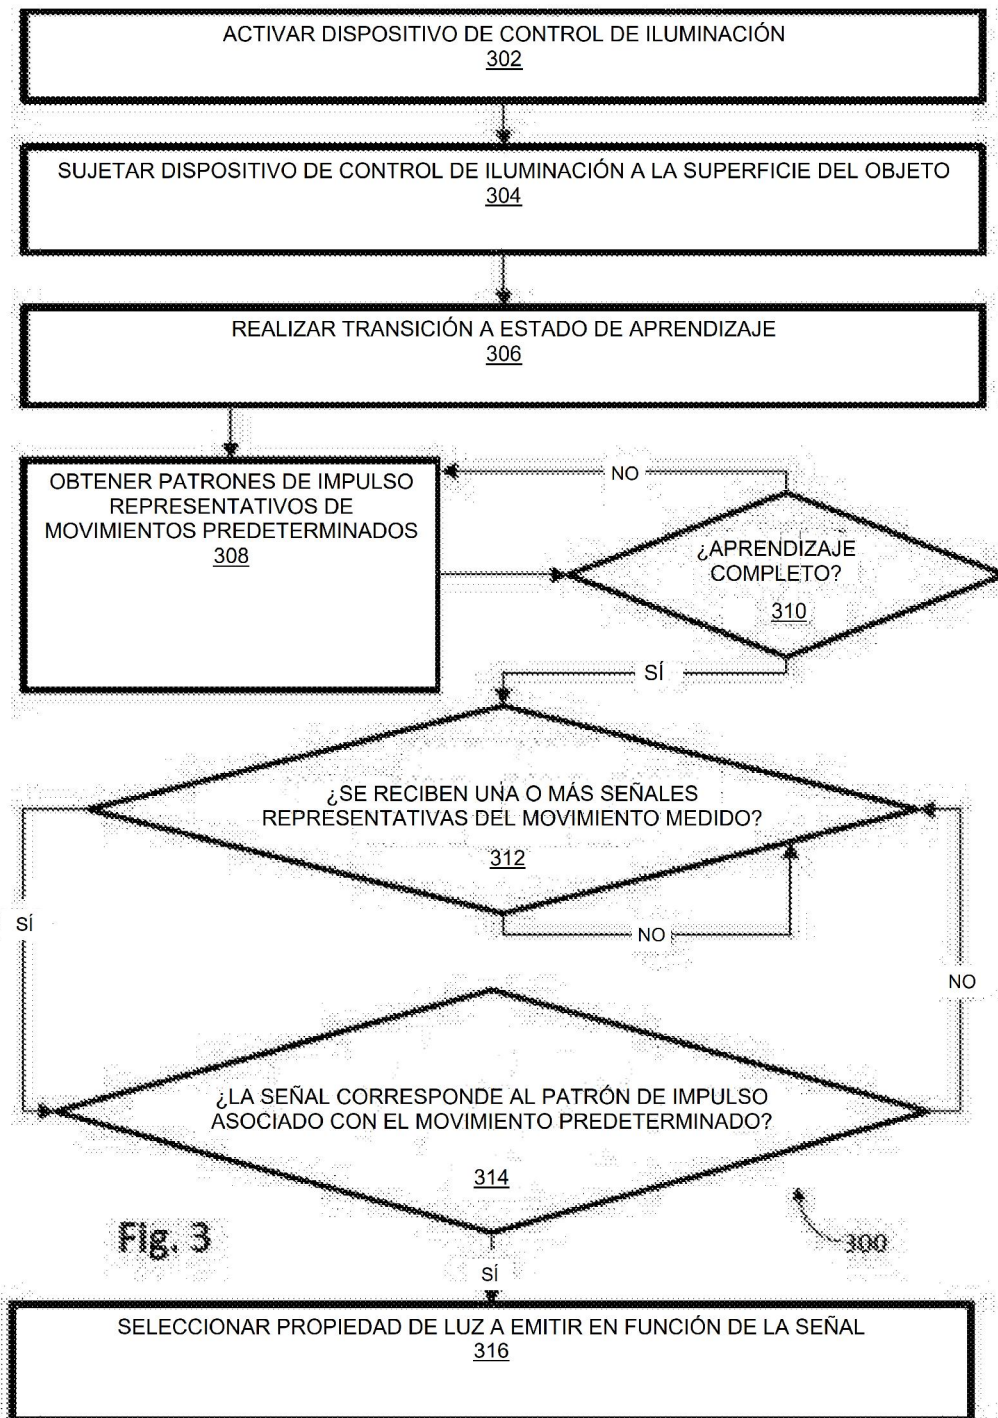 ACTIVAR DISPOSITIVO DE CONTROL DE ILUMINACIÓN
302
SUJETAR DISPOSITIVO DE CONTROL DE ILUMINACIÓN A LA SUPERFICIE DEL OBJETO
304
REALIZAR TRANSICIÓN A ESTADO DE APRENDIZAJE
306
OBTENER PATRONES DE IMPULSO
REPRESENTATIVOS DE
MOVIMIENTOS PREDETERMINADOS
308
NO
¿APRENDIZAJE
COMPLETO?
310
SÍ
¿SE RECIBEN UNA O MÁS SEÑALES
REPRESENTATIVAS DEL MOVIMIENTO MEDIDO?
312
SÍ
NO
NO
¿LA SEÑAL CORRESPONDE AL PATRÓN DE IMPULSO
ASOCIADO CON EL MOVIMIENTO PREDETERMINADO?
314
Fig. 3
300
SÍ
SELECCIONAR PROPIEDAD DE LUZ A EMITIR EN FUNCIÓN DE LA SEÑAL
316